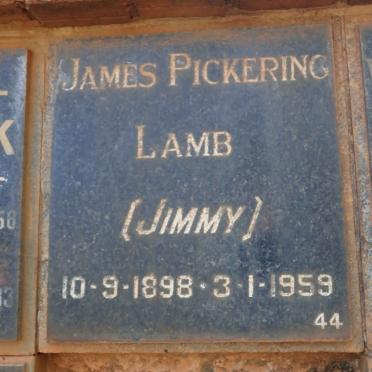 JAMES PICKERING
LAMB
(JIMMY)
10-9-1898 · 3-1-1959
44